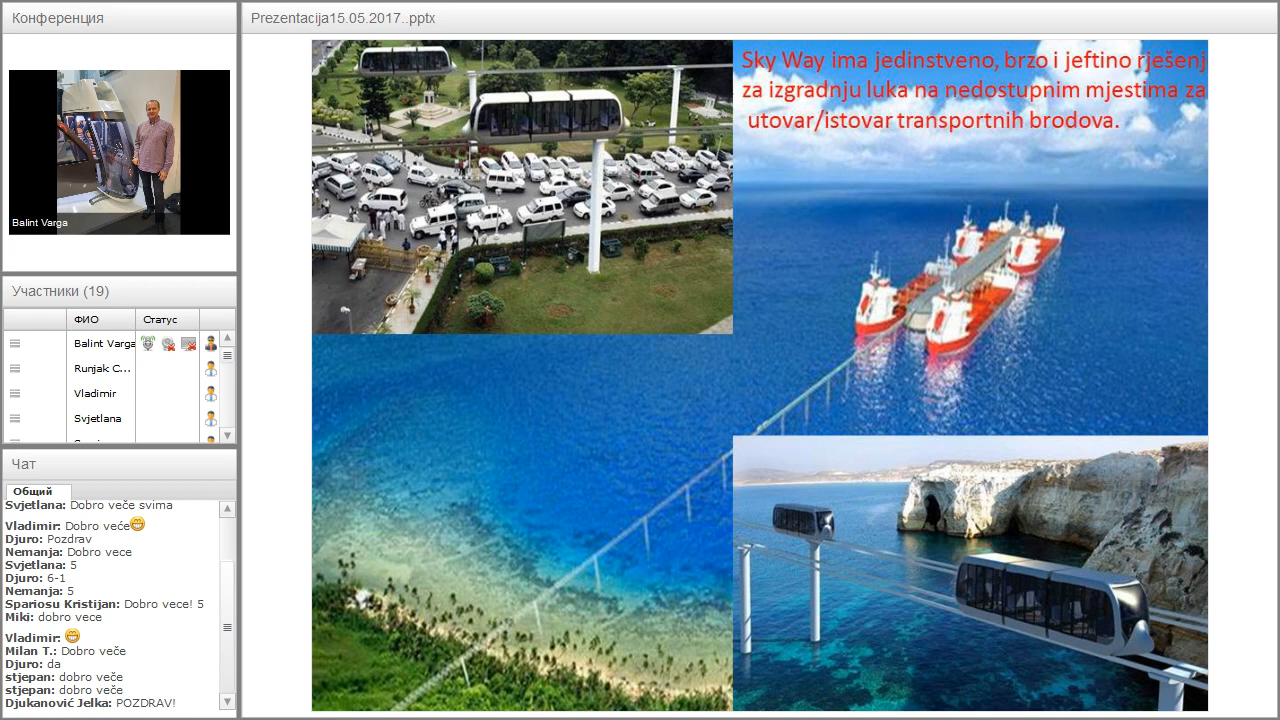 Конференция
Balint Varga
Участники (19)
ФИО
Статус
Balint Varga
Runjak C...
Vladimir
Svjetlana
Чат
Общий
Svjetlana: Dobro veče svima
Vladimir: Dobro veće
Djuro: Pozdrav
Nemanja: Dobro vece
Svjetlana: 5
Djuro: 6-1
Nemanja: 5
Spariosu Kristijan: Dobro vece! 5
Miki: dobro vece
Vladimir:
Milan T.: Dobro veče
Djuro: da
stjepan: dobro veče
stjepan: dobro veče
POZDRAV!
Prezentacija15.05.2017..pptx
Sky Way ima jedinstveno, brzo i jeftino rješenj
za izgradnju luka na nedostupnim mjestima za
utovar/istovar transportnih brodova.